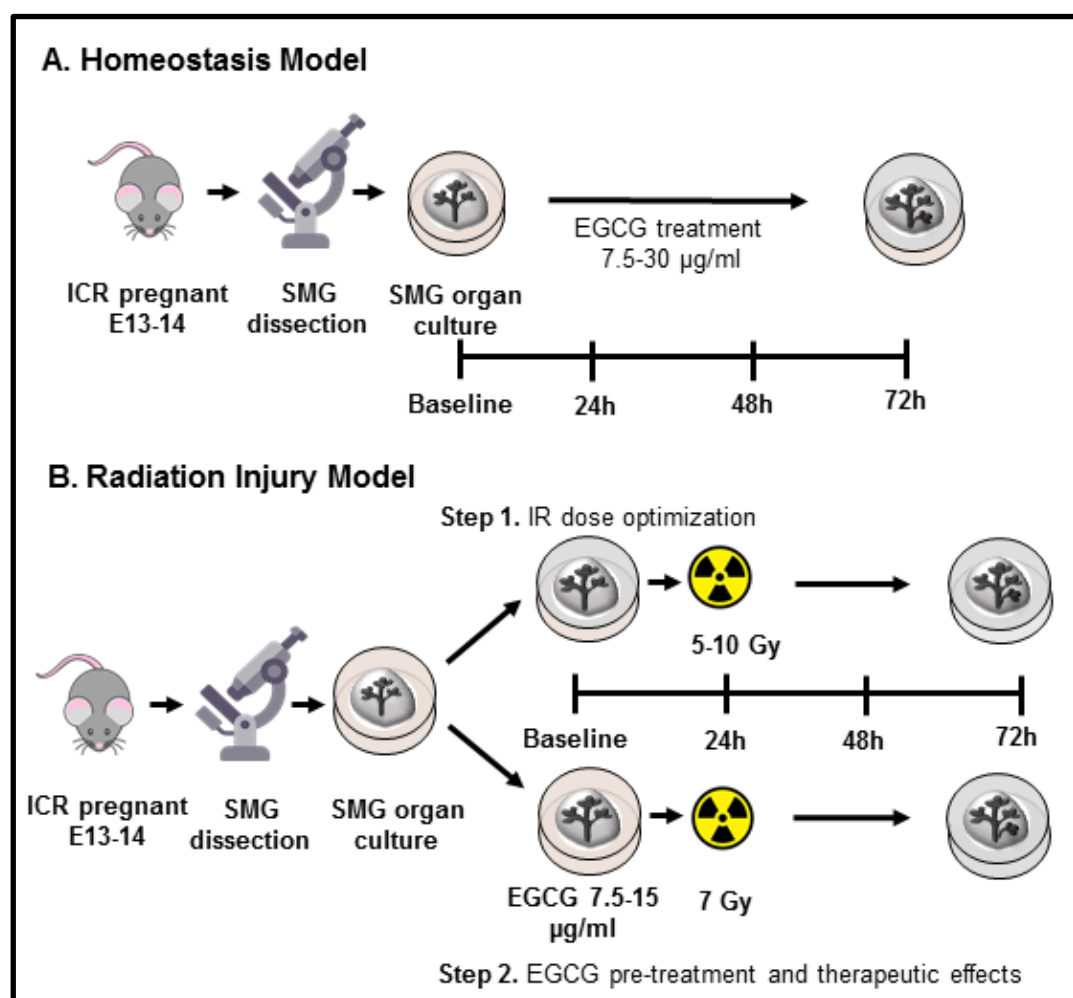 A. Homeostasis Model
EGCG treatment
7.5-30 µg/ml
ICR pregnant
E13-14
SMG
dissection
SMG organ
culture
Baseline
24h
48h
72h
B. Radiation Injury Model
Step 1. IR dose optimization
5-10 Gy
Baseline
24h
48h
72h
ICR pregnant
E13-14
SMG
dissection
SMG organ
culture
EGCG 7.5-15
µg/ml
7 Gy
Step 2. EGCG pre-treatment and therapeutic effects